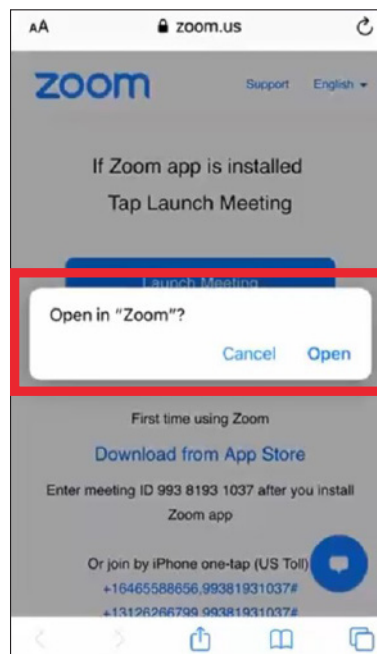 AA zoom.us
zoom Support English
If Zoom app is installed
Tap Launch Meeting
Launch Meeting
Open in "Zoom"?
Cancel Open
First time using Zoom
Download from App Store
Enter meeting ID 993 8193 1037 after you install
Zoom app
Or join by iPhone one-tap (US Toll)
+16465588656,99381931037#
+13126266799,99381931037#